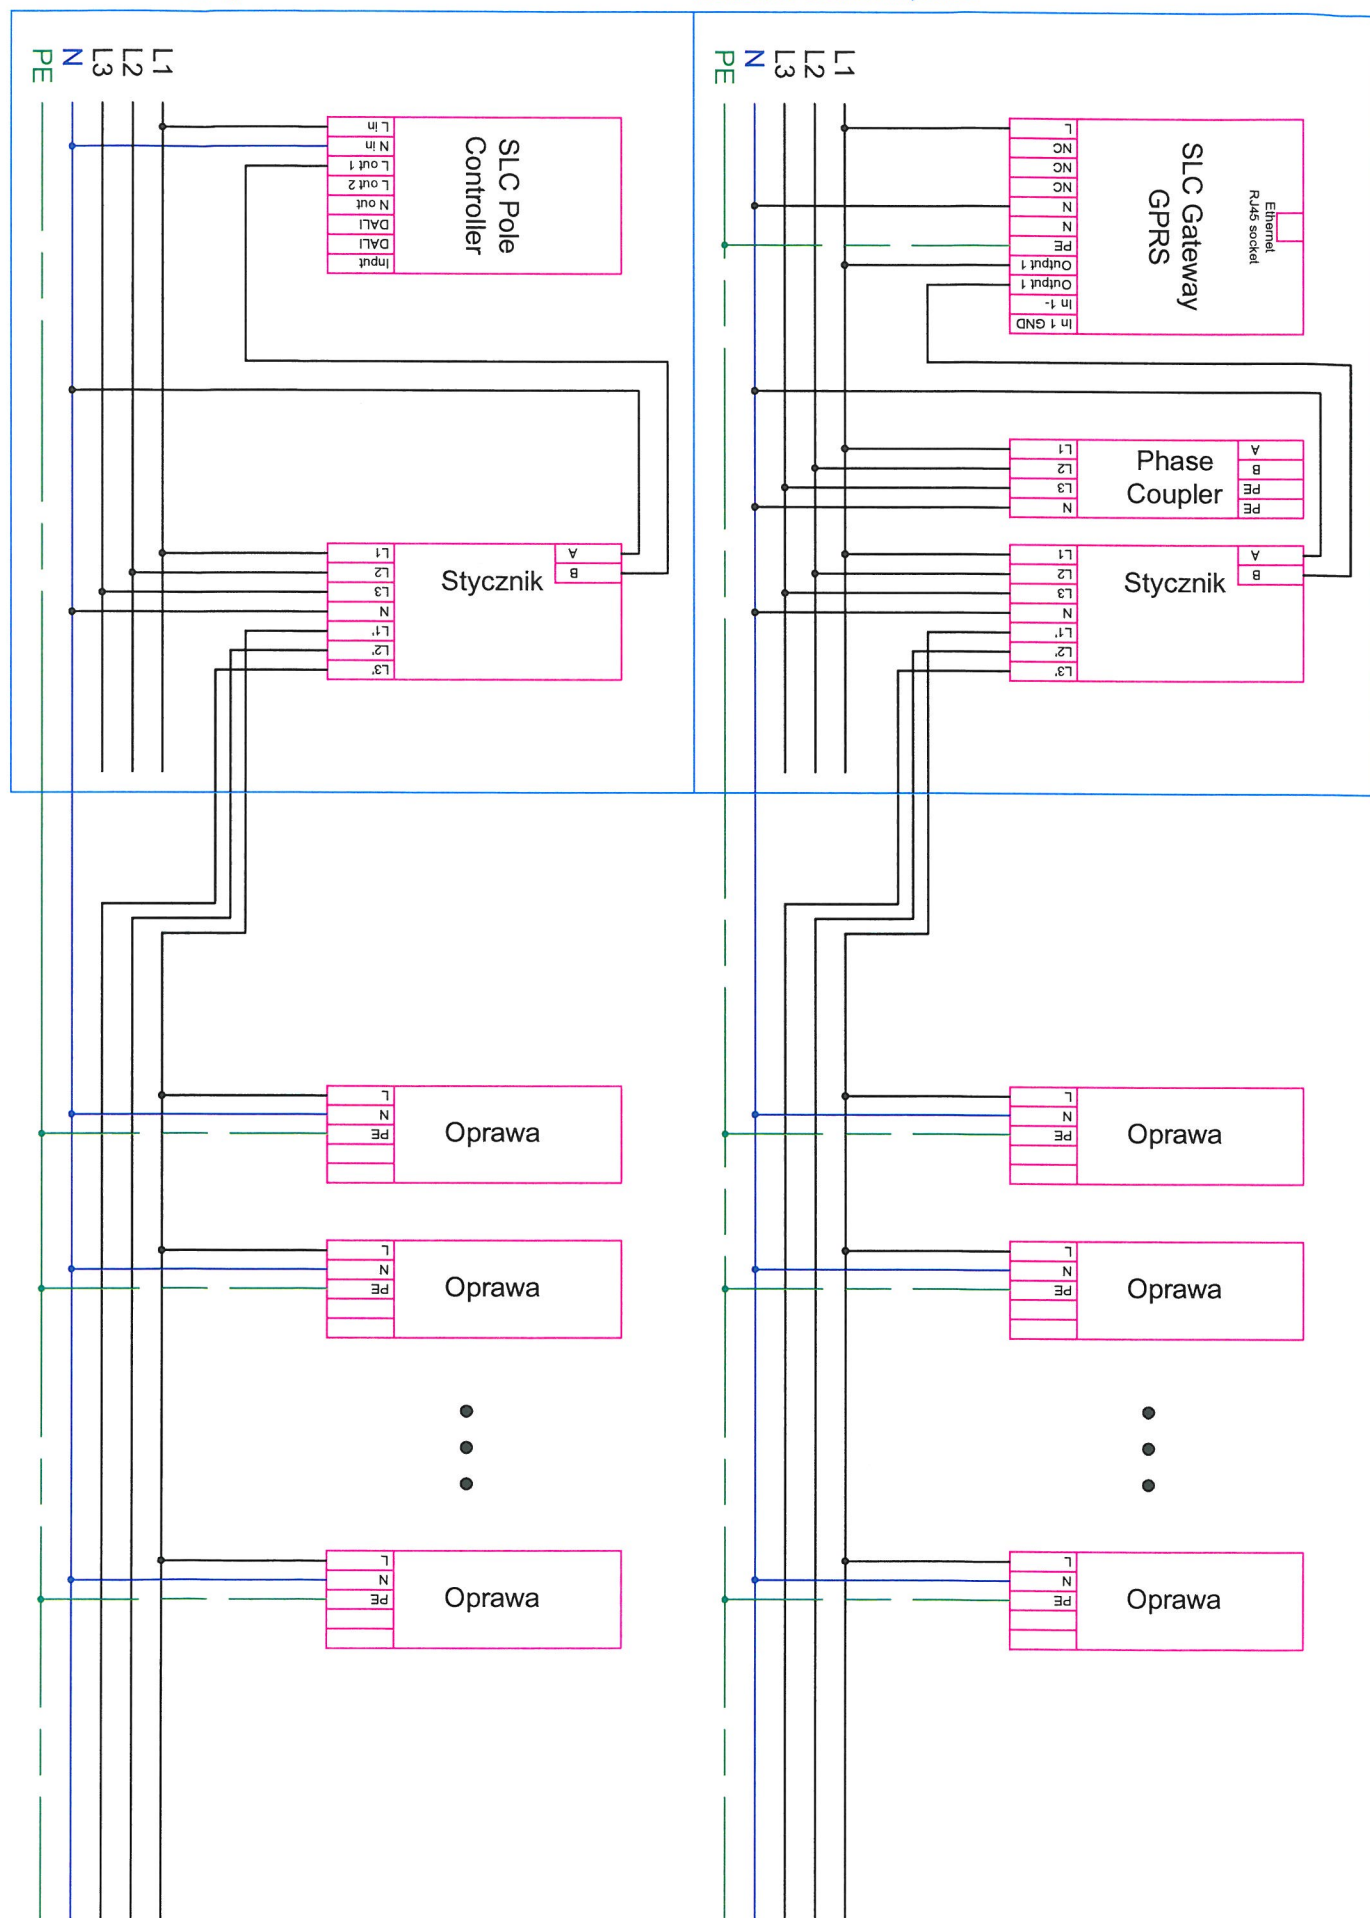 PE
N
L3
L2
L1
L in
N in
L out 1
L out 2
N out
DALI
DALI
Input
SLC Pole
Controller
L1
L2
L3
N
L1'
L2'
L3'
Stycznik
A
B
L
N
PE
Oprawa
L
N
PE
Oprawa
L
N
PE
Oprawa
PE
N
L3
L2
L1
L
NC
NC
NC
N
N
PE
Output 1
Output 1
In 1-
In 1 GND
SLC Gateway
GPRS
Ethernet
RJ45 socket
L1
L2
L3
N
Phase
Coupler
A
B
PE
PE
L1
L2
L3
N
L1'
L2'
L3'
Stycznik
A
B
L
N
PE
Oprawa
L
N
PE
Oprawa
L
N
PE
Oprawa